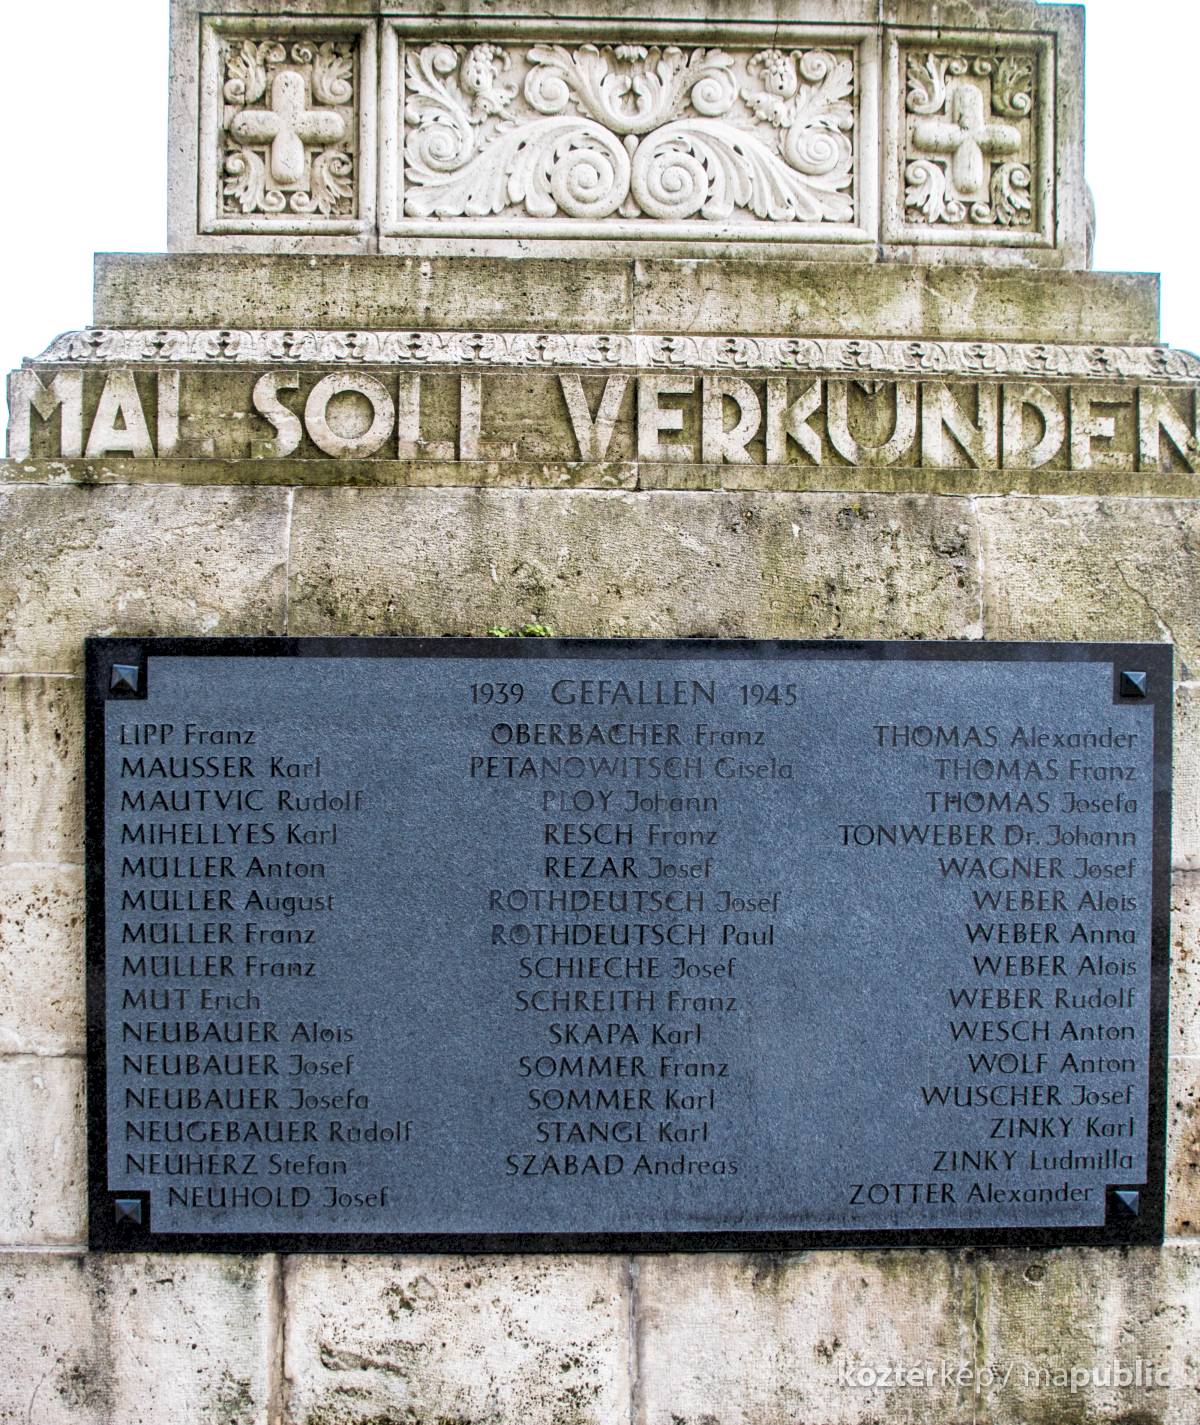 MAL SOLL VERKÜNDEN
1939 GEFALLEN 1945
LIPP Franz
MAUSSER Karl
MAUTVIC Rudolf
MIHELLYES Karl
MÜLLER Anton
MÜLLER August
MÜLLER Franz
MÜLLER Franz
MUT Erich
NEUBAUER Alois
NEUBAUER Josef
NEUBAUER Josefa
NEUGEBAUER Rudolf
NEUHERZ Stefan
NEUHOLD Josef
OBERBACHER Franz
PETANOWITSCH Gisela
PLOY Johann
RESCH Franz
REZAR Josef
ROTHDEUTSCH Josef
ROTHDEUTSCH Paul
SCHIECHE Josef
SCHREITH Franz
SKAPA Karl
SOMMER Franz
SOMMER Karl
STANGL Karl
SZABAD Andreas
THOMAS Alexander
THOMAS Franz
THOMAS Josefa
TONWEBER Dr. Johann
WAGNER Josef
WEBER Alois
WEBER Anna
WEBER Alois
WEBER Rudolf
WESCH Anton
WOLF Anton
WUSCHER Josef
ZINKY Karl
ZINKY Ludmilla
ZOTTER Alexander
köztérkép / mapublic